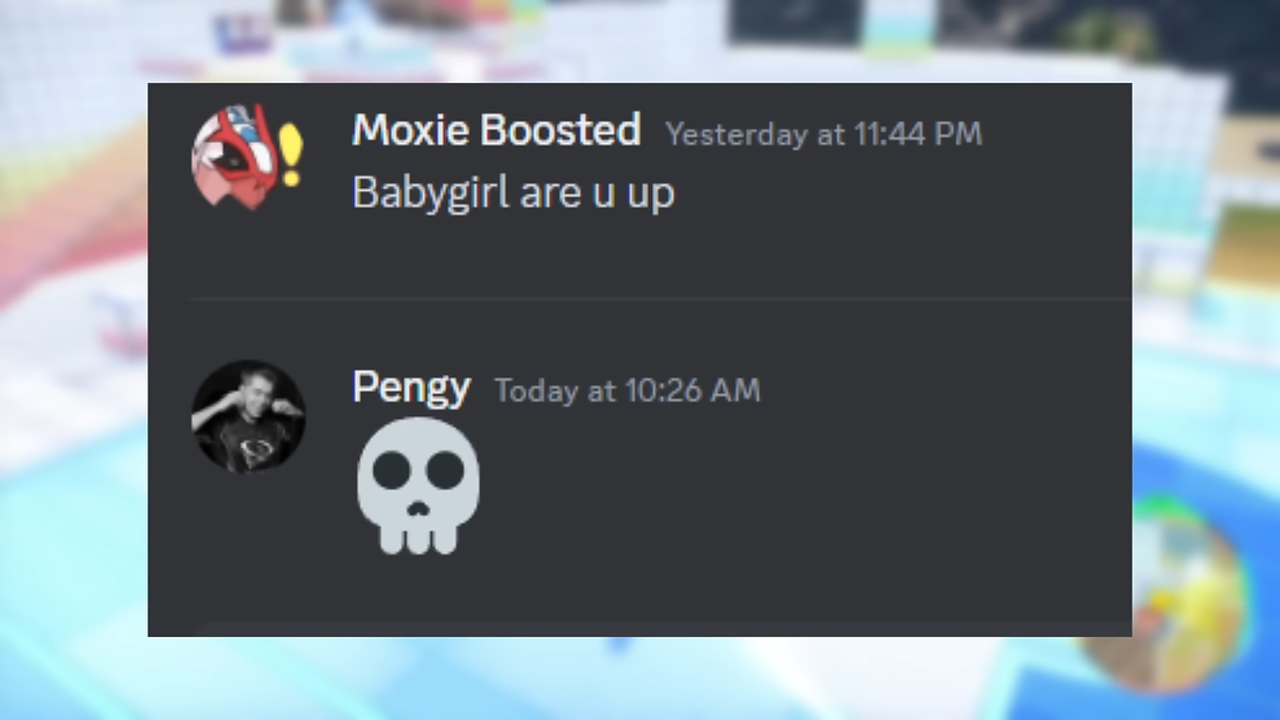 Moxie Boosted Yesterday at 11:44 PM
Babygirl are u up
Pengy Today at 10:26 AM
💀